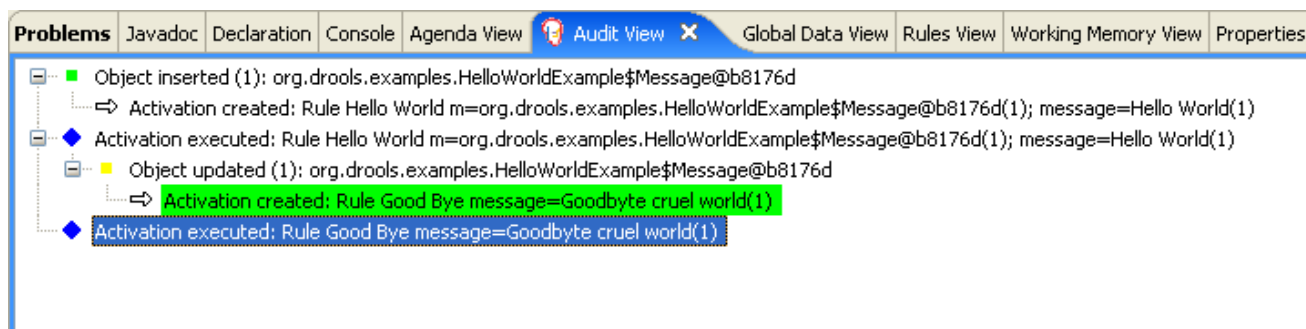 Problems Javadoc Declaration Console Agenda View Audit View Global Data View Rules View Working Memory View Properties
Object inserted (1): org.drools.examples.HelloWorldExample$Message@b8176d
Activation created: Rule Hello World m=org.drools.examples.HelloWorldExample$Message@b8176d(1); message=Hello World(1)
Activation executed: Rule Hello World m=org.drools.examples.HelloWorldExample$Message@b8176d(1); message=Hello World(1)
Object updated (1): org.drools.examples.HelloWorldExample$Message@b8176d
Activation created: Rule Good Bye message=Goodbyte cruel world(1)
Activation executed: Rule Good Bye message=Goodbyte cruel world(1)